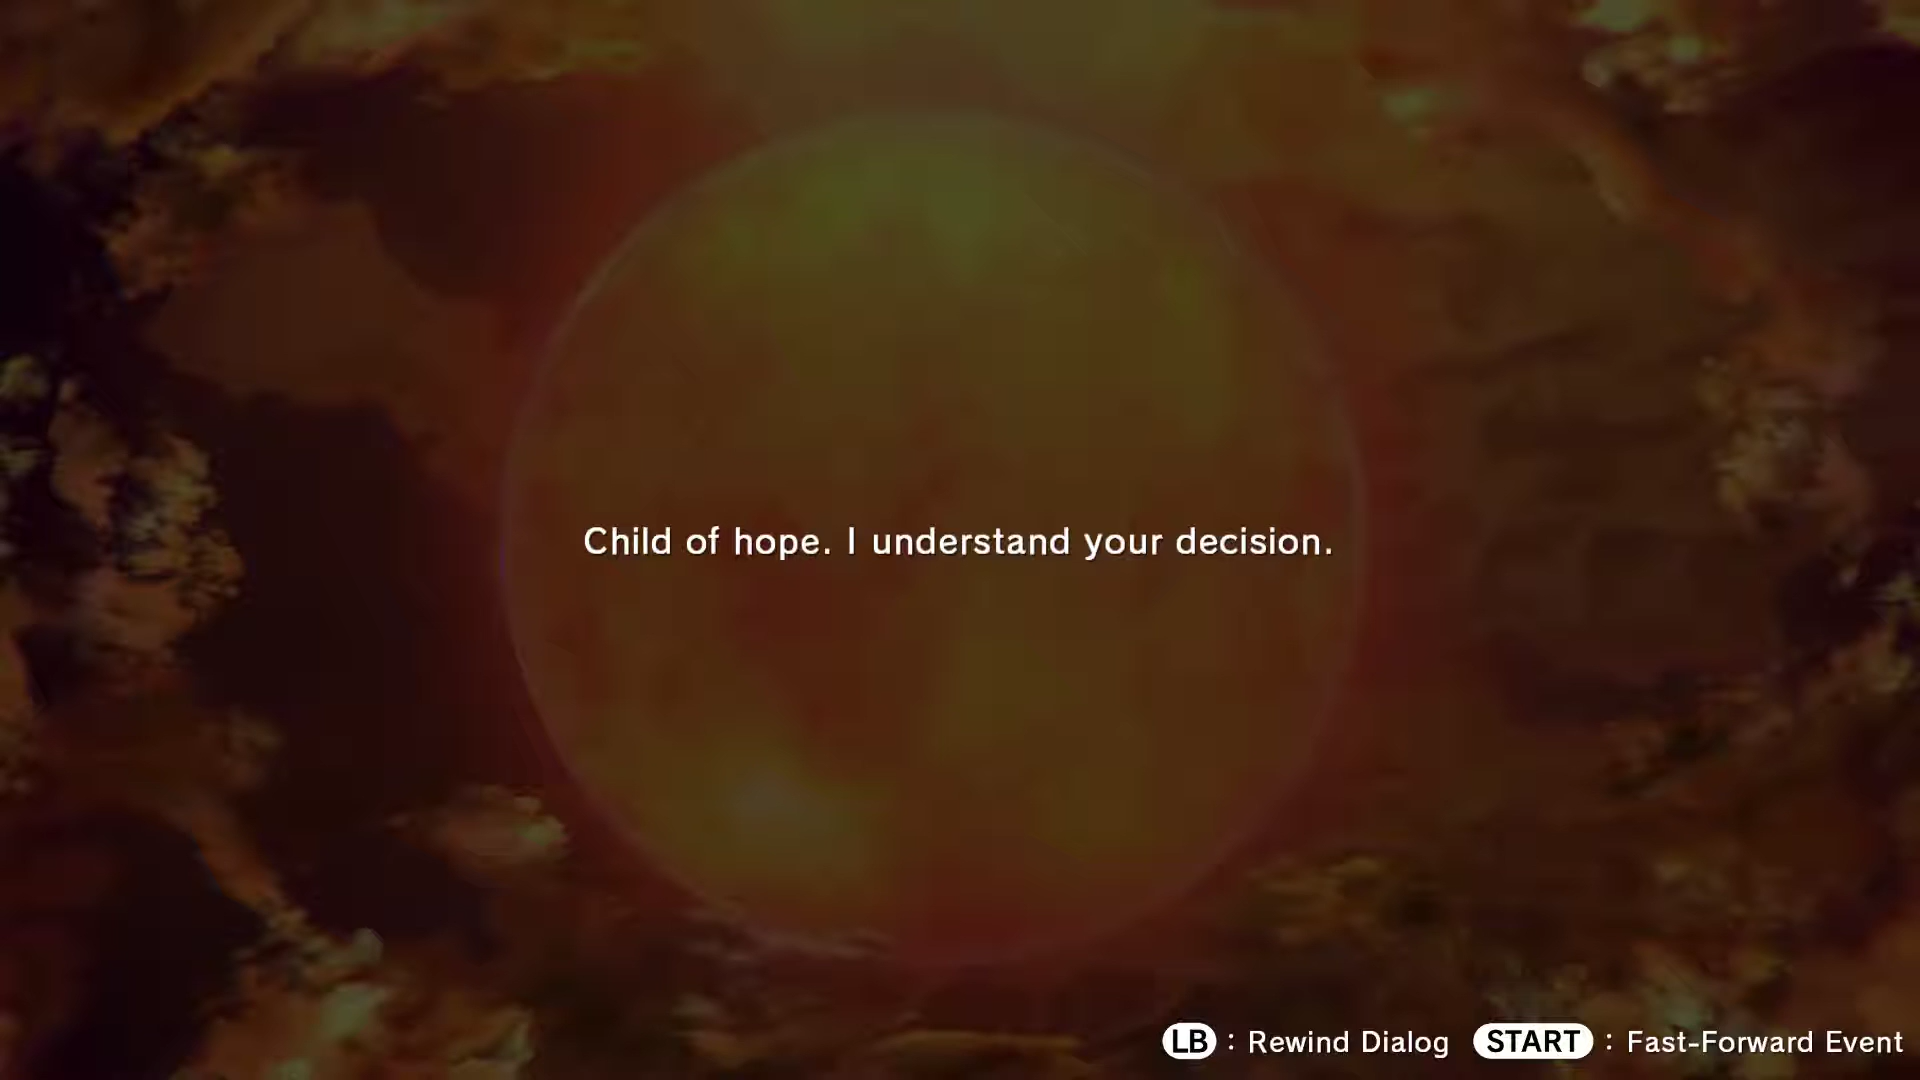 Child of hope. I understand your decision.
LB : Rewind Dialog START : Fast-Forward Event